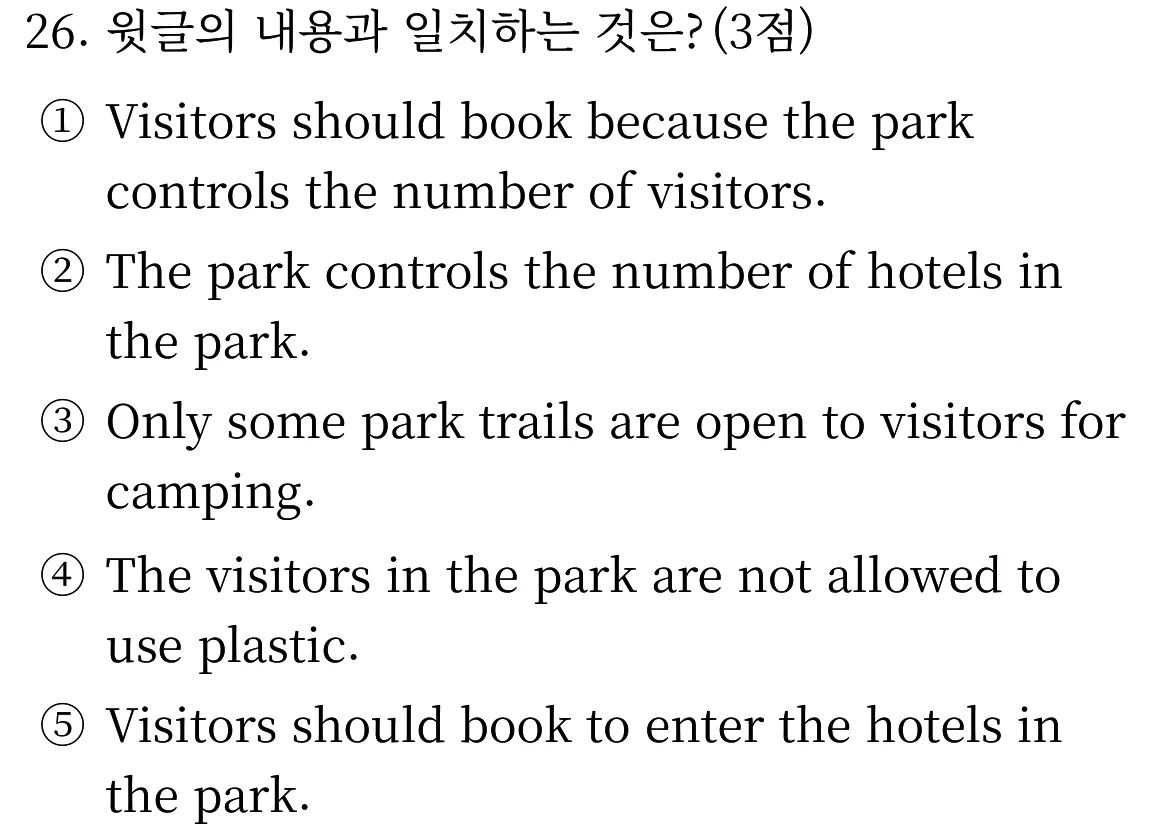 26. 윗글의 내용과 일치하는 것은?(3점)
① Visitors should book because the park
controls the number of visitors.
② The park controls the number of hotels in
the park.
③ Only some park trails are open to visitors for
camping.
④ The visitors in the park are not allowed to
use plastic.
⑤ Visitors should book to enter the hotels in
the park.